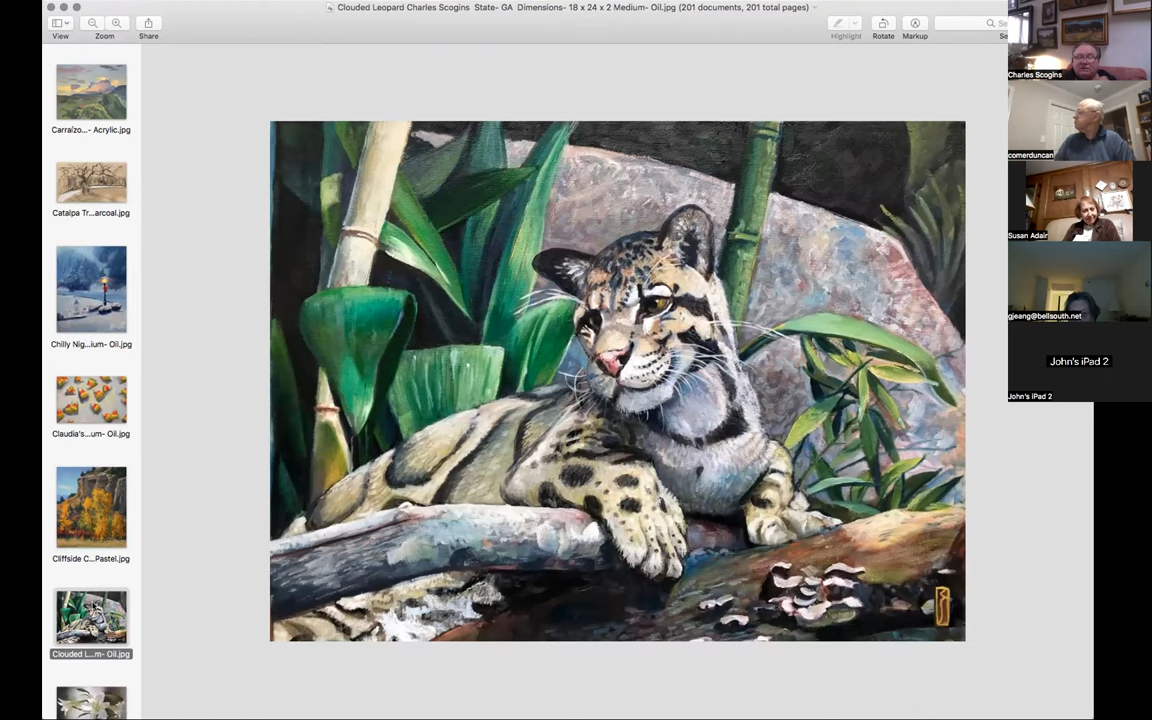 Clouded Leopard Charles Scogins State- GA Dimensions- 18 x 24 x 2 Medium- Oil.jpg (201 documents, 201 total pages)
View
Zoom
Share
Highlight
Rotate
Markup
Se
Se
Carraízo...- Acrylic.jpg
Catalpa Tr...arcoal.jpg
Chilly Nig...ium- Oil.jpg
Claudia's...um- Oil.jpg
Cliffside C...Pastel.jpg
Clouded L...m- Oil.jpg
Charles Scogins
comerduncan
Susan Adair
gjeang@bellsouth.net
John's iPad 2
John's iPad 2